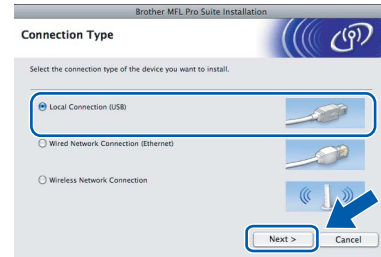 Brother MFL Pro Suite Installation
Connection Type
Select the connection type of the device you want to install.
Local Connection (USB)
Wired Network Connection (Ethernet)
Wireless Network Connection
Next >
Cancel